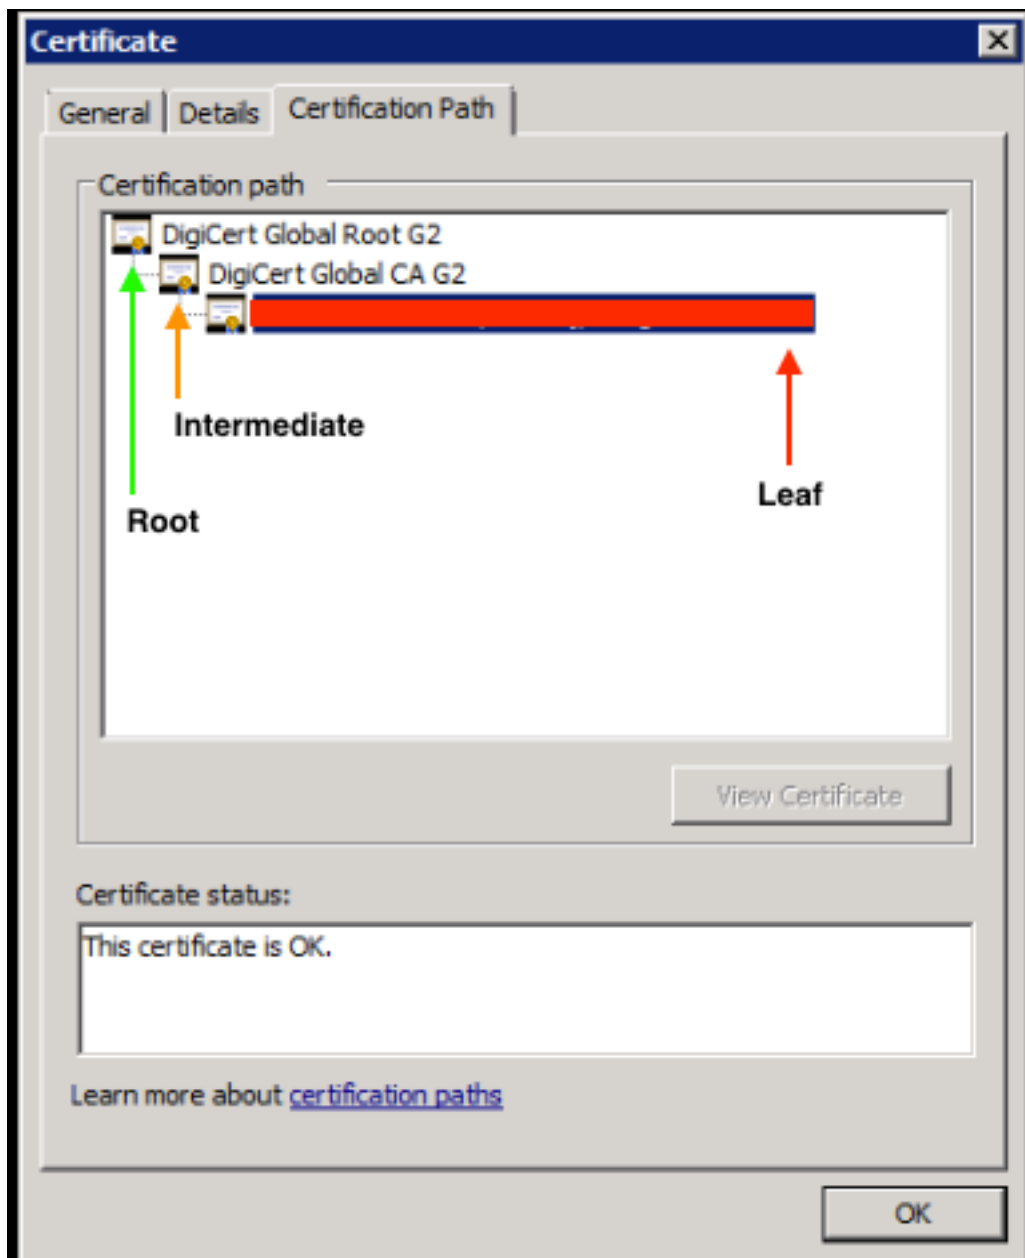 Certificate
General Details Certification Path
Certification path
DigiCert Global Root G2
DigiCert Global CA G2
Intermediate
Leaf
Root
View Certificate
Certificate status:
This certificate is OK.
Learn more about certification paths
OK